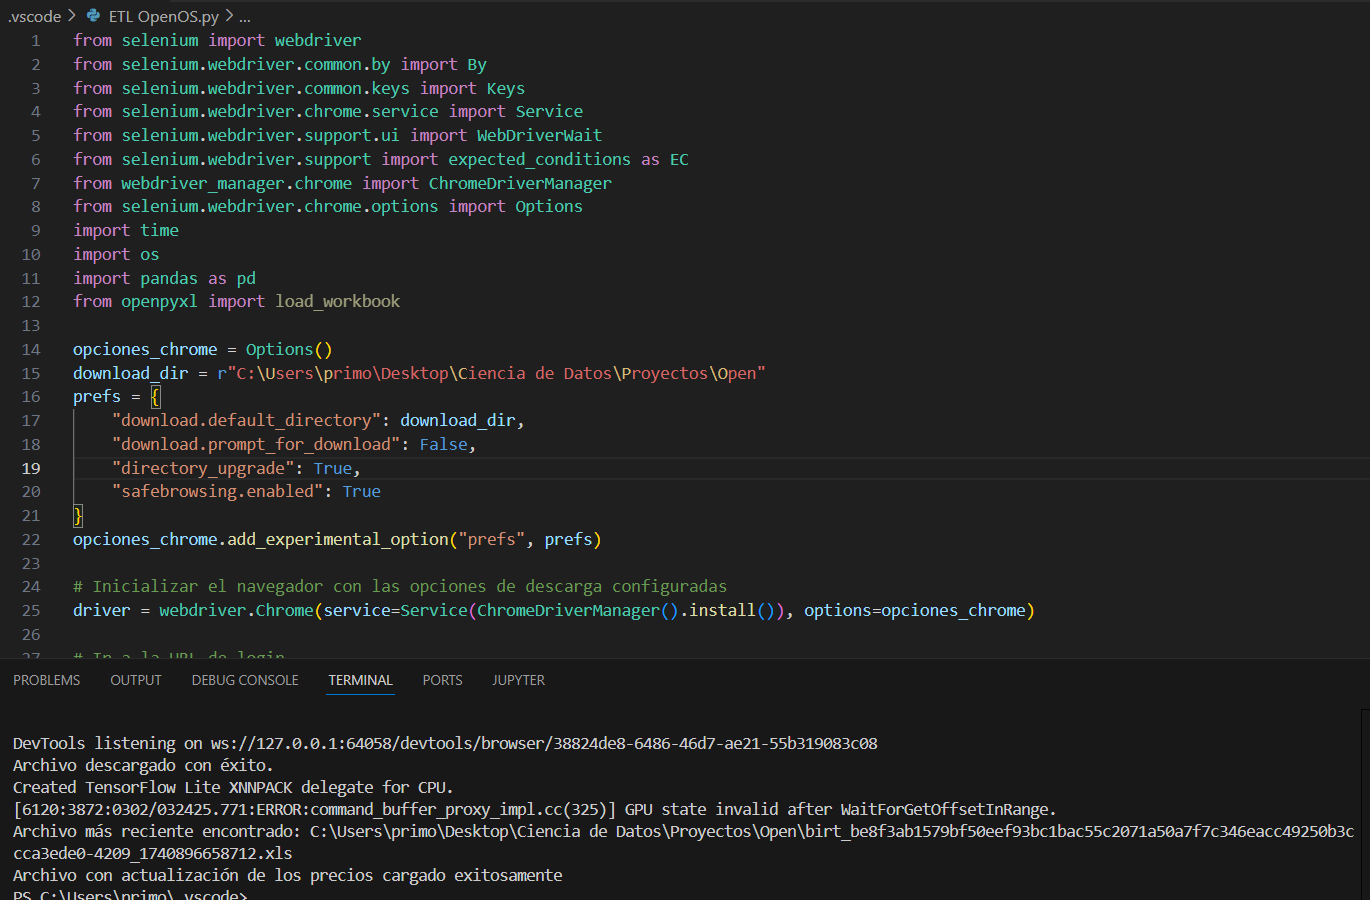 .vscode > ETL OpenOS.py > ...
1 from selenium import webdriver
2 from selenium.webdriver.common.by import By
3 from selenium.webdriver.common.keys import Keys
4 from selenium.webdriver.chrome.service import Service
5 from selenium.webdriver.support.ui import WebDriverWait
6 from selenium.webdriver.support import expected_conditions as EC
7 from webdriver_manager.chrome import ChromeDriverManager
8 from selenium.webdriver.chrome.options import Options
9 import time
10 import os
11 import pandas as pd
12 from openpyxl import load_workbook
13
14 opciones_chrome = Options()
15 download_dir = r"C:\Users\primo\Desktop\Ciencia de Datos\Proyectos\Open"
16 prefs = {
17     "download.default_directory": download_dir,
18     "download.prompt_for_download": False,
19     "directory_upgrade": True,
20     "safebrowsing.enabled": True
21 }
22 opciones_chrome.add_experimental_option("prefs", prefs)
23
24 # Inicializar el navegador con las opciones de descarga configuradas
25 driver = webdriver.Chrome(service=Service(ChromeDriverManager().install()), options=opciones_chrome)
26
27 # Ir a la URL de login
PROBLEMS OUTPUT DEBUG CONSOLE TERMINAL PORTS JUPYTER
DevTools listening on ws://127.0.0.1:64058/devtools/browser/38824de8-6486-46d7-ae21-55b319083c08
Archivo descargado con éxito.
Created TensorFlow Lite XNNPACK delegate for CPU.
[6120:3872:0302/032425.771:ERROR:command_buffer_proxy_impl.cc(325)] GPU state invalid after WaitForGetOffsetInRange.
Archivo más reciente encontrado: C:\Users\primo\Desktop\Ciencia de Datos\Proyectos\Open\birt_be8f3ab1579bf50eef93bc1bac55c2071a50a7f7c346eacc49250b3c
cca3ede0-4209_1740896658712.xls
Archivo con actualización de los precios cargado exitosamente
PS C:\Users\primo\.vscode>